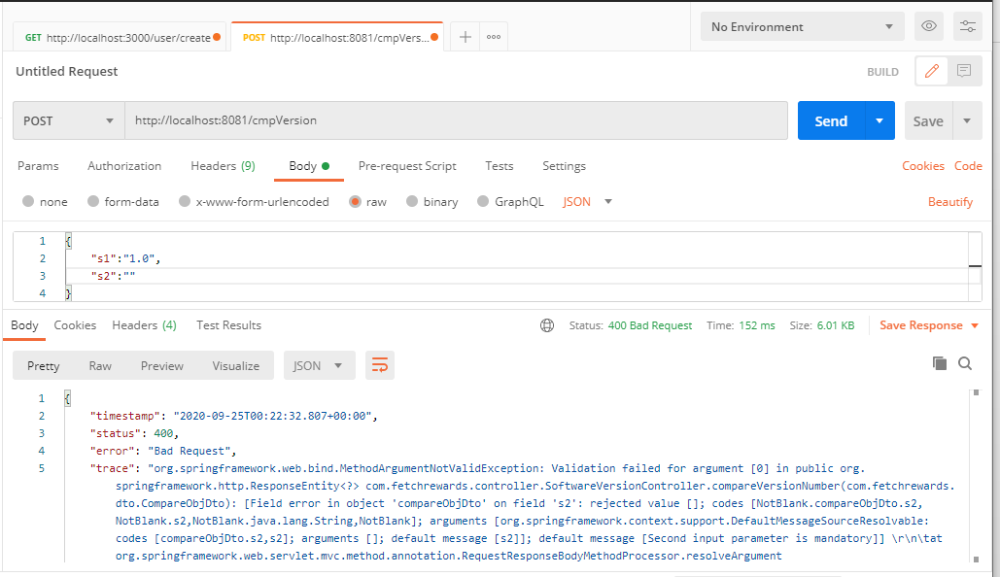 GET http://localhost:3000/user/create
POST http://localhost:8081/cmpVers...
No Environment
Untitled Request
BUILD
POST
http://localhost:8081/cmpVersion
Send
Save
Params
Authorization
Headers (9)
Body
Pre-request Script
Tests
Settings
Cookies
Code
none
form-data
x-www-form-urlencoded
raw
binary
GraphQL
JSON
Beautify
1 {
2 "s1":"1.0",
3 "s2":""
4 }
Body
Cookies
Headers (4)
Test Results
Status: 400 Bad Request
Time: 152 ms
Size: 6.01 KB
Save Response
Pretty
Raw
Preview
Visualize
JSON
1 {
2 "timestamp": "2020-09-25T00:22:32.807+00:00",
3 "status": 400,
4 "error": "Bad Request",
5 "trace": "org.springframework.web.bind.MethodArgumentNotValidException: Validation failed for argument [0] in public org.
springframework.http.ResponseEntity<?> com.fetchrewards.controller.SoftwareVersionController.compareVersionNumber(com.fetchrewards.
dto.CompareObjDto): [Field error in object 'compareObjDto' on field 's2': rejected value []; codes [NotBlank.compareObjDto.s2,
NotBlank.s2,NotBlank.java.lang.String,NotBlank]; arguments [org.springframework.context.support.DefaultMessageSourceResolvable:
codes [compareObjDto.s2,s2]; arguments []; default message [s2]]; default message [Second input parameter is mandatory]] \r\n\tat
org.springframework.web.servlet.mvc.method.annotation.RequestResponseBodyMethodProcessor.resolveArgument